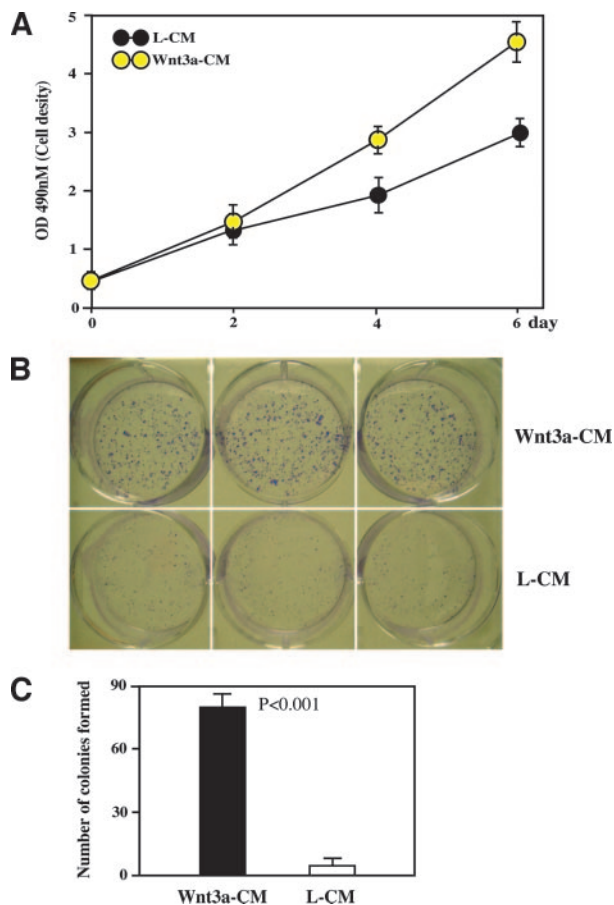 A
L-CM
Wnt3a-CM
OD 490nM (Cell desity)
5
4
3
2
1
0
0 2 4 6 day
B
Wnt3a-CM
L-CM
C
Number of colonies formed
90
60
30
0
P<0.001
Wnt3a-CM L-CM